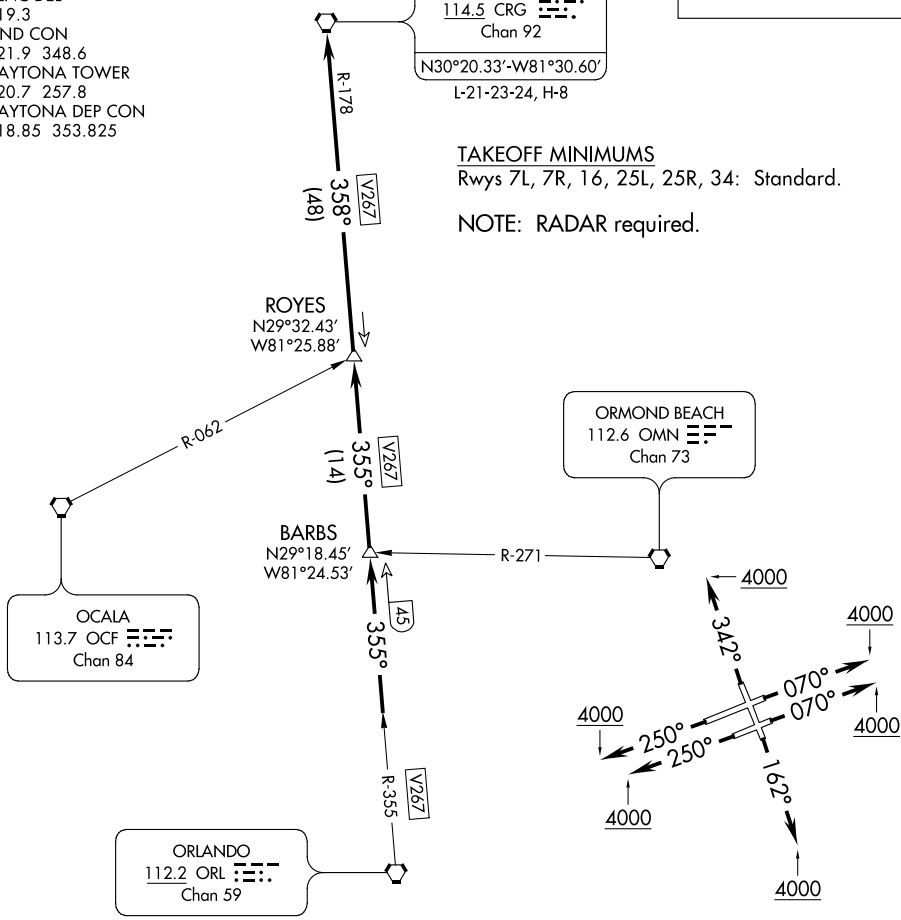 19.3
ND CON
21.9 348.6
AYTONA TOWER
20.7 257.8
AYTONA DEP CON
18.85 353.825
114.5 CRG
Chan 92
N30°20.33'-W81°30.60'
L-21-23-24, H-8
TAKEOFF MINIMUMS
Rwys 7L, 7R, 16, 25L, 25R, 34: Standard.
NOTE: RADAR required.
R-178
V267
358°
(48)
ROYES
N29°32.43'
W81°25.88'
R-062
V267
355°
(14)
ORMOND BEACH
112.6 OMN
Chan 73
BARBS
N29°18.45'
W81°24.53'
R-271
45
355°
OCALA
113.7 OCF
Chan 84
V267
R-355
ORLANDO
112.2 ORL
Chan 59
4000
342°
4000
070°
070°
4000
4000
250°
250°
4000
162°
4000